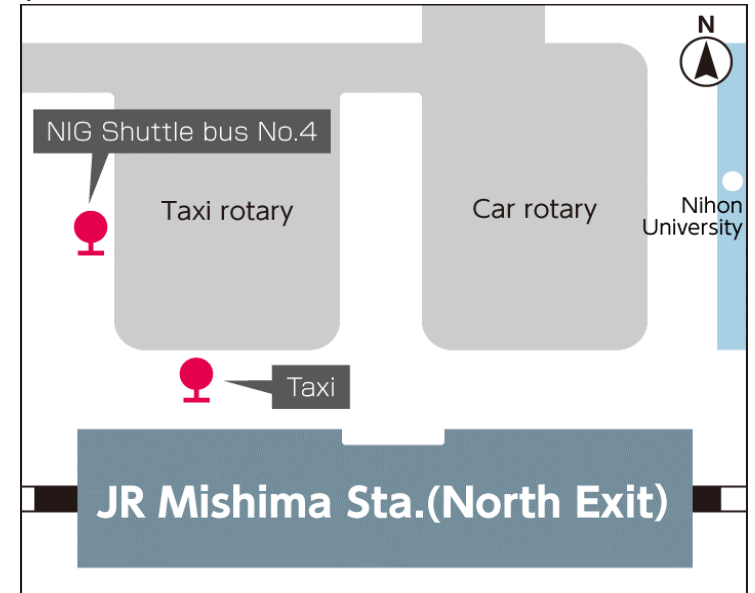 N
NIG Shuttle bus No.4
Taxi rotary
Car rotary
Nihon
University
Taxi
JR Mishima Sta.(North Exit)